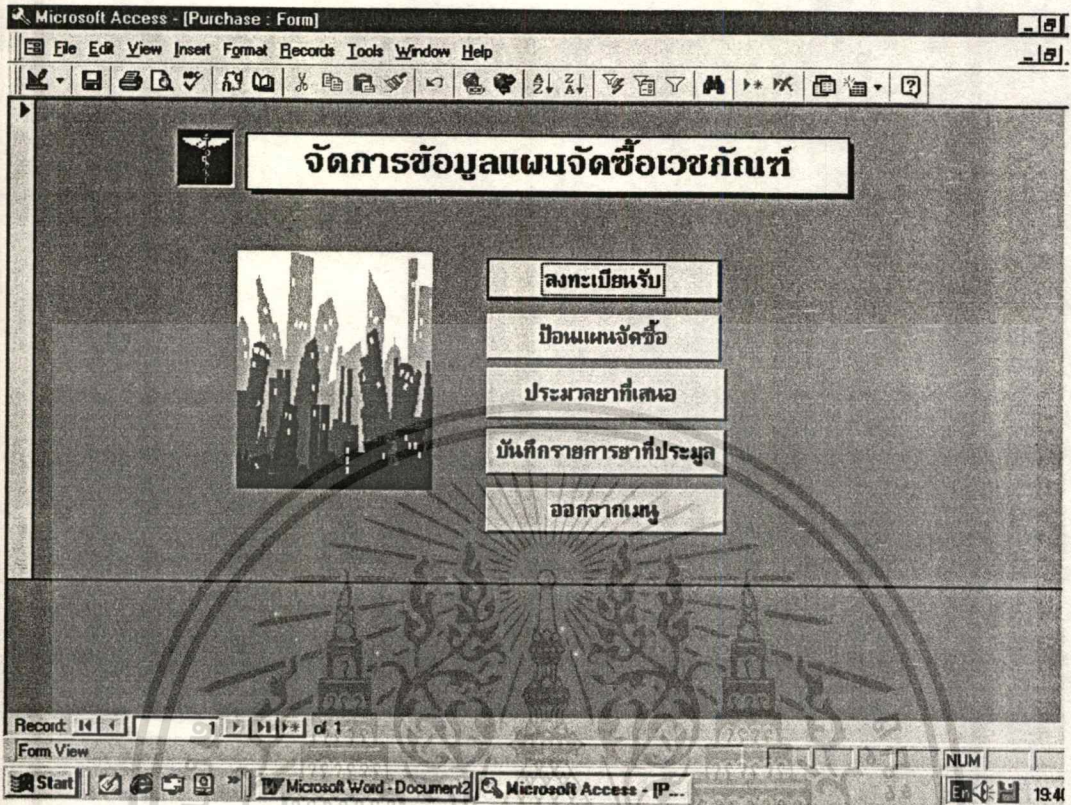 Microsoft Access - [Purchase : Form]
File Edit View Insert Format Records Tools Window Help
จัดการข้อมูลแผนจัดซื้อเวชภัณฑ์
ลงทะเบียนรับ
ป้อนแผนจัดซื้อ
ประมวลยาที่เสนอ
บันทึกรายการยาที่ประมูล
ออกจากเมนู
Record: 1 of 1
Form View NUM
Start Microsoft Word - Document2 Microsoft Access - [P... En 19:40